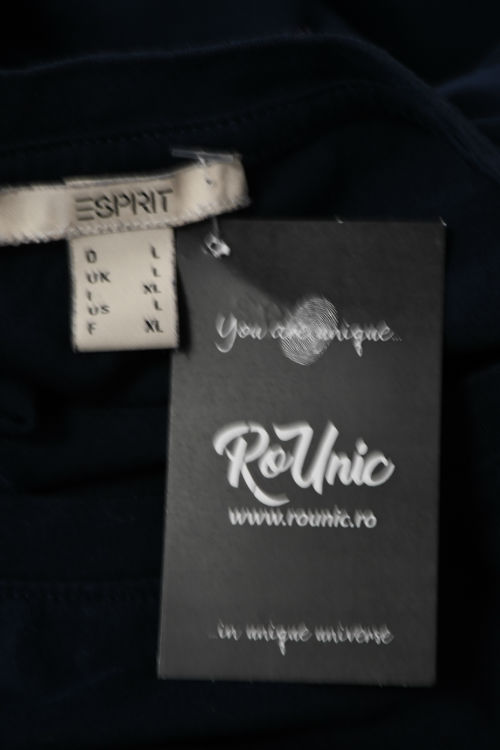 ESPRIT
D L
UK L
I XL
US L
F XL
You are unique...
RoUnic
www.rounic.ro
...in unique universe